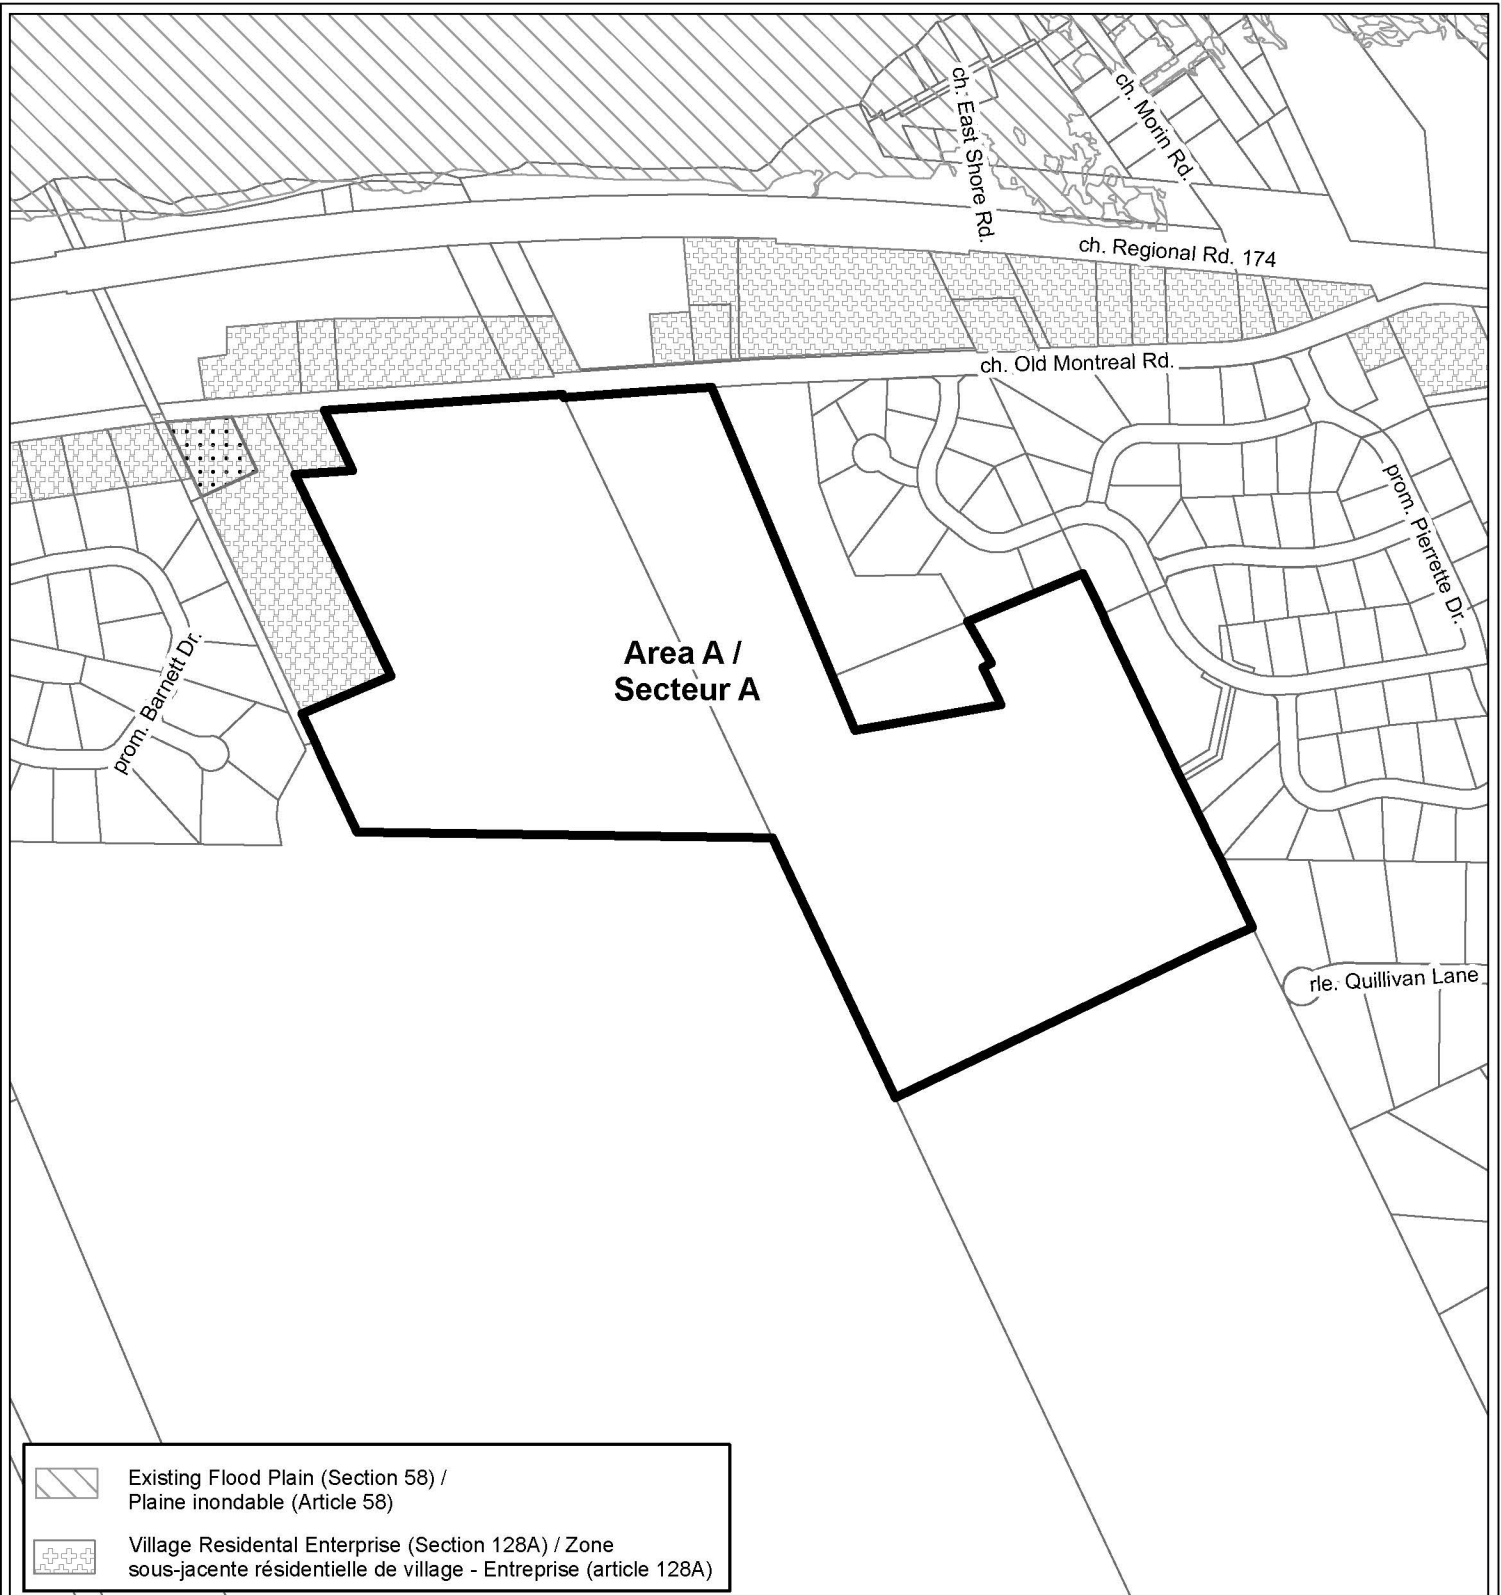 ch. East Shore Rd.
ch. Morin Rd.
ch. Regional Rd. 174
ch. Old Montreal Rd.
prom. Pierrette Dr.
Area A /
Secteur A
prom. Barnett Dr.
rle. Quillivan Lane
Existing Flood Plain (Section 58) /
Plaine inondable (Article 58)
Village Residental Enterprise (Section 128A) / Zone
sous-jacente résidentielle de village - Entreprise (article 128A)